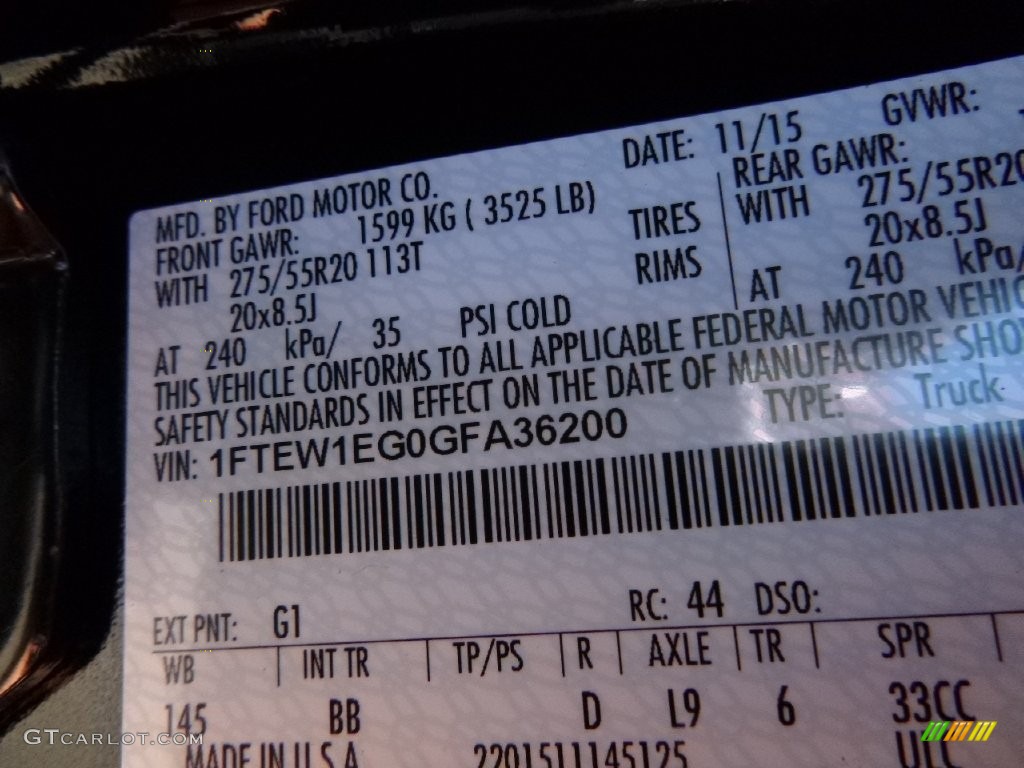 DATE: 11/15 GVWR:
MFD. BY FORD MOTOR CO.
FRONT GAWR: 1599 KG ( 3525 LB) REAR GAWR:
WITH 275/55R20 113T TIRES WITH 275/55R20
20x8.5J RIMS 20x8.5J
AT 240 kPa/ 35 PSI COLD AT 240 kPa/
THIS VEHICLE CONFORMS TO ALL APPLICABLE FEDERAL MOTOR VEHIC
SAFETY STANDARDS IN EFFECT ON THE DATE OF MANUFACTURE SHO
VIN: 1FTEW1EG0GFA36200 TYPE: Truck
EXT PNT: G1 RC: 44 DSO:
WB INT TR TP/PS R AXLE TR SPR
145 BB D L9 6 33CC
MADE IN U.S.A. 2201511145125 ULC
GTCARLOT.COM